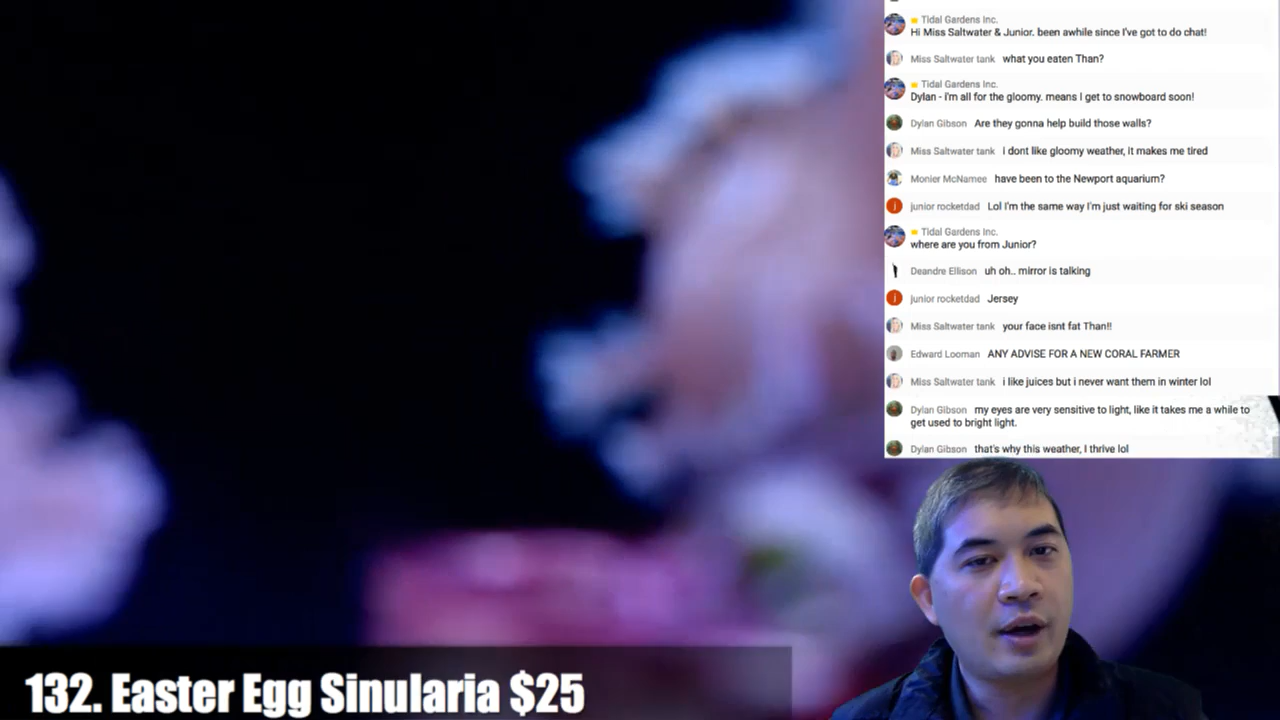 Tidal Gardens Inc.
Hi Miss Saltwater & Junior. been awhile since I've got to do chat!
Miss Saltwater tank what you eaten Than?
Tidal Gardens Inc.
Dylan - i'm all for the gloomy. means I get to snowboard soon!
Dylan Gibson Are they gonna help build those walls?
Miss Saltwater tank i dont like gloomy weather, it makes me tired
Monier McNamee have been to the Newport aquarium?
j junior rocketdad Lol I'm the same way I'm just waiting for ski season
Tidal Gardens Inc.
where are you from Junior?
Deandre Ellison uh oh.. mirror is talking
j junior rocketdad Jersey
Miss Saltwater tank your face isnt fat Than!!
Edward Looman ANY ADVISE FOR A NEW CORAL FARMER
Miss Saltwater tank i like juices but i never want them in winter lol
Dylan Gibson my eyes are very sensitive to light, like it takes me a while to
get used to bright light.
Dylan Gibson that's why this weather, I thrive lol
132. Easter Egg Sinularia $25